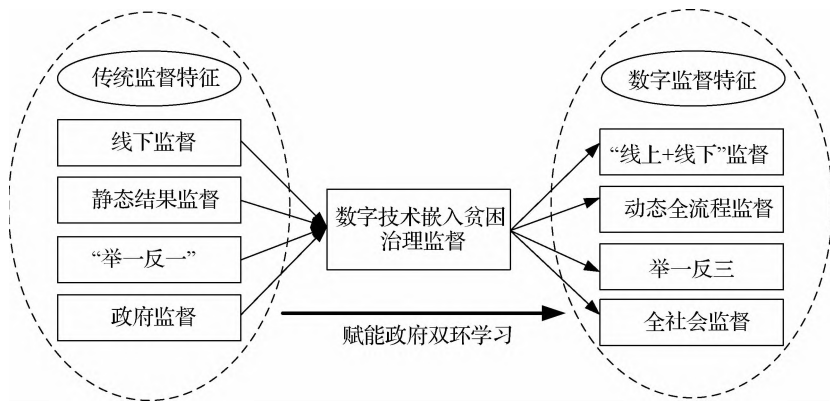 传统监督特征
线下监督
静态结果监督
“举一反一”
政府监督
数字技术嵌入贫困
治理监督
赋能政府双环学习
数字监督特征
“线上+线下”监督
动态全流程监督
举一反三
全社会监督